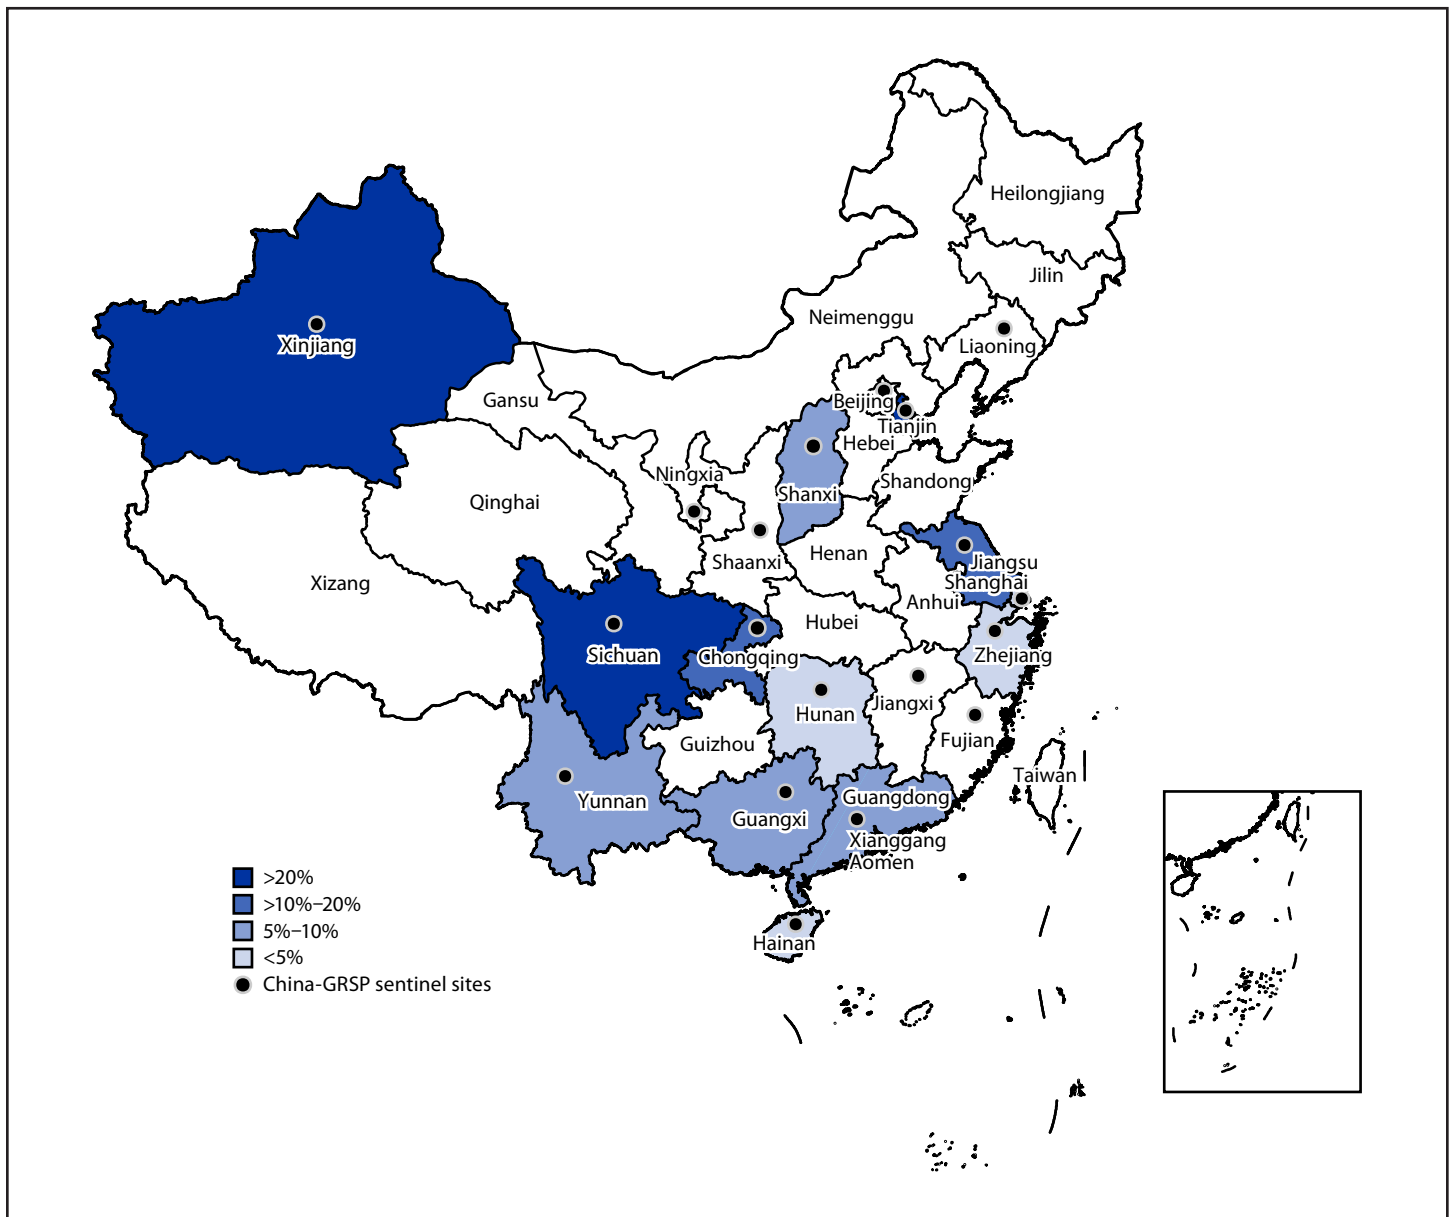 Heilongjiang
Jilin
Neimenggu
Liaoning
Xinjiang
Gansu
Beijing
Tianjin
Hebei
Ningxia
Shandong
Qinghai
Shanxi
Henan
Shaanxi
Jiangsu
Xizang
Shanghai
Anhui
Hubei
Sichuan
Chongqing
Zhejiang
Jiangxi
Hunan
Guizhou
Fujian
Taiwan
Yunnan
Guangdong
Guangxi
Xianggang
Aomen
Hainan
>20%
>10%–20%
5%–10%
<5%
China-GRSP sentinel sites